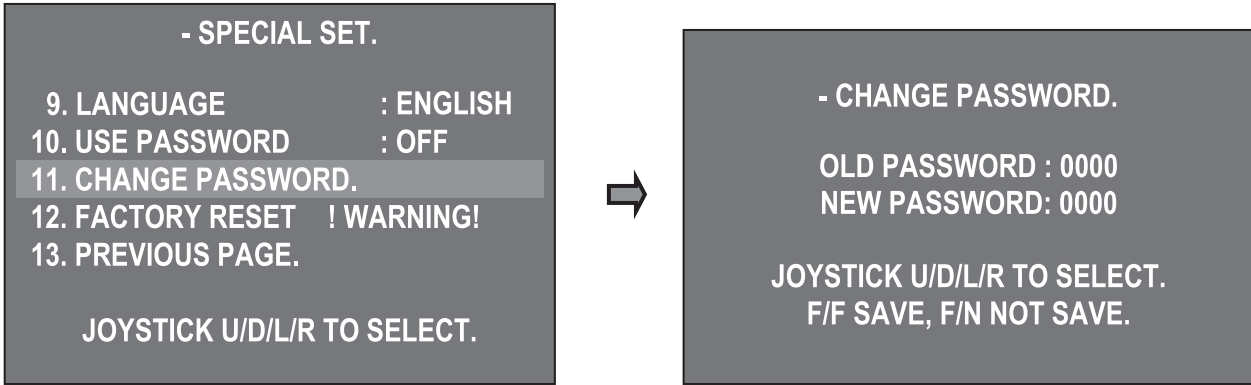 - SPECIAL SET.
9. LANGUAGE : ENGLISH
10. USE PASSWORD : OFF
11. CHANGE PASSWORD.
12. FACTORY RESET ! WARNING!
13. PREVIOUS PAGE.
JOYSTICK U/D/L/R TO SELECT.
- CHANGE PASSWORD.
OLD PASSWORD : 0000
NEW PASSWORD: 0000
JOYSTICK U/D/L/R TO SELECT.
F/F SAVE, F/N NOT SAVE.